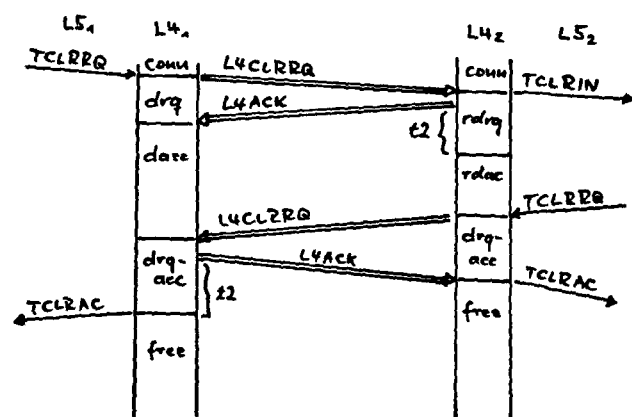 L5₁ L4₁ L4₂ L5₂
TCLRRQ conn L4CLRRQ conn TCLRIN
drq L4ACK t2 rdrq
dacc
rdac
L4CLRRQ TCLRRQ
drq-
acc L4ACK drq-
acc
TCLRAC t2 TCLRAC
free free